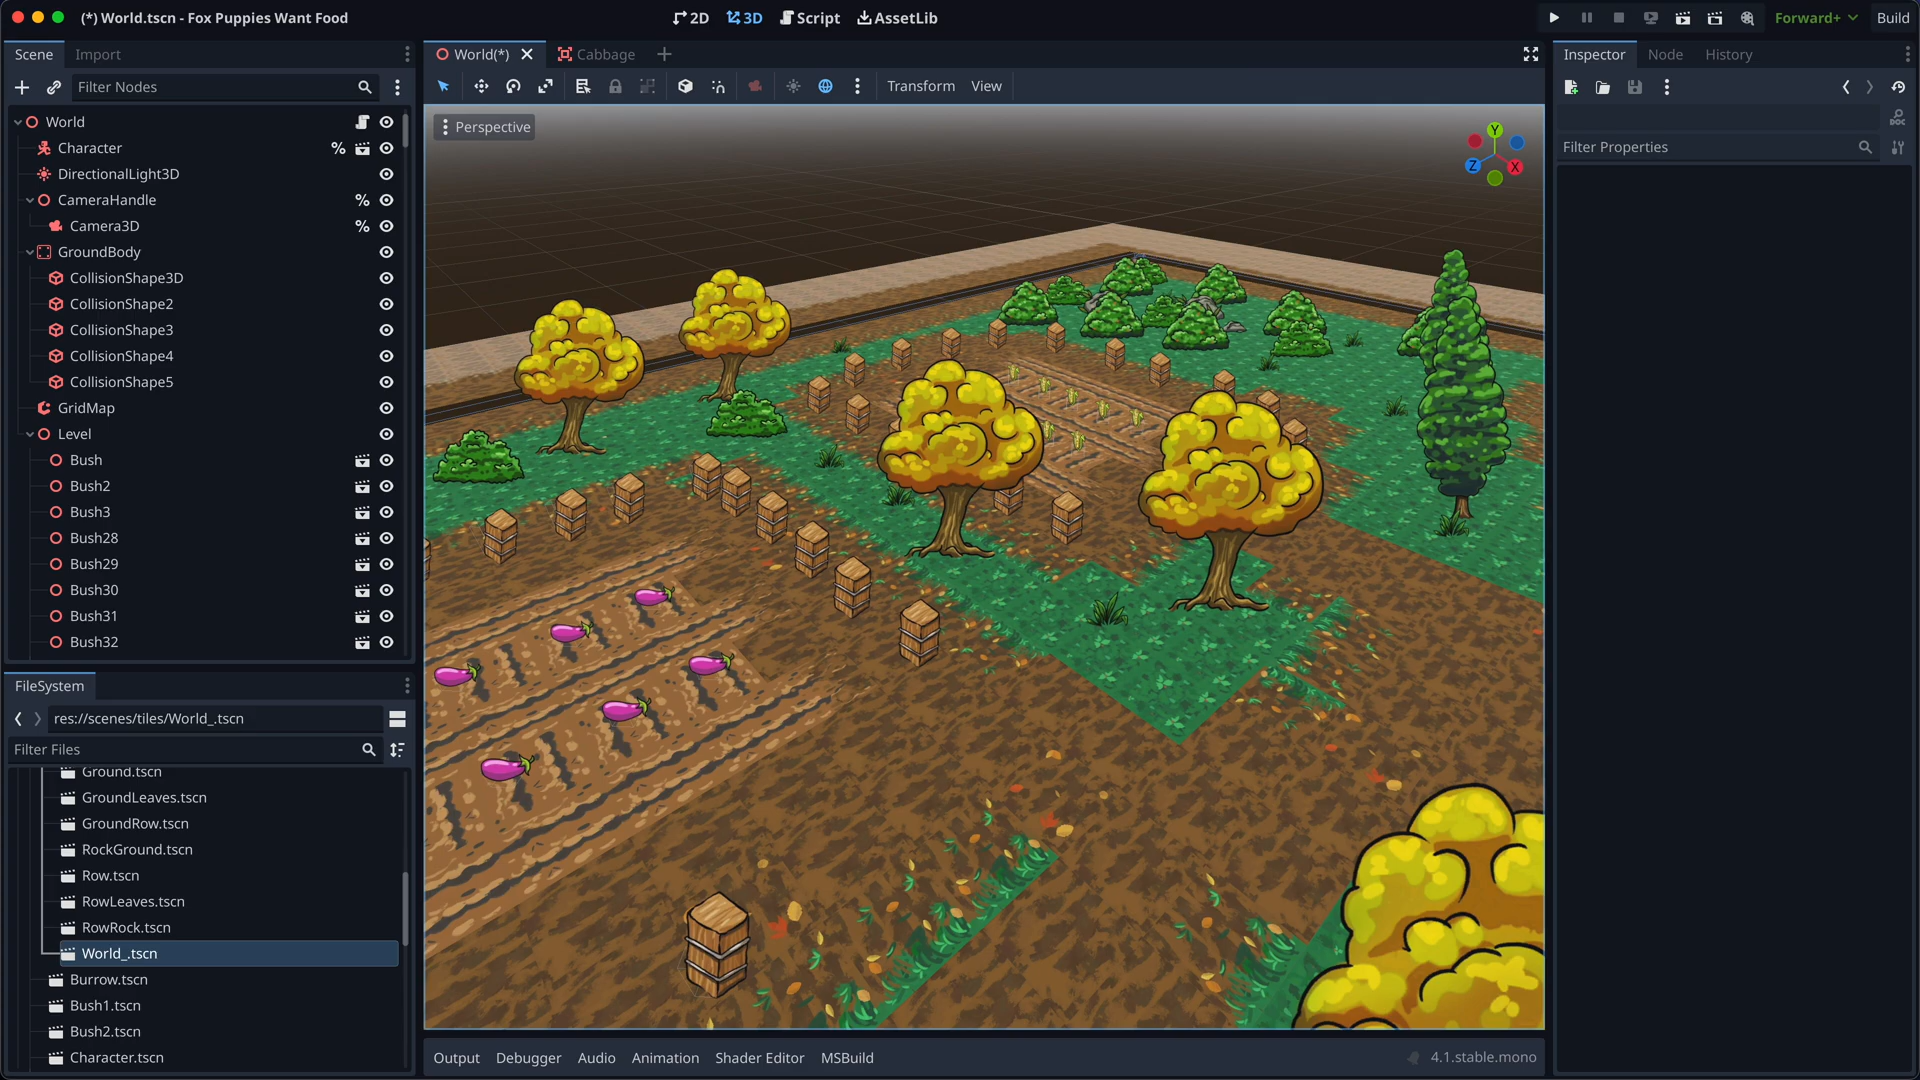 (*) World.tscn - Fox Puppies Want Food
2D 3D Script AssetLib
Forward+ Build
Scene Import
World(*) Cabbage
Inspector Node History
Filter Nodes
Transform View
World
Perspective
Filter Properties
Character %
DirectionalLight3D
CameraHandle %
Camera3D %
GroundBody
CollisionShape3D
CollisionShape2
CollisionShape3
CollisionShape4
CollisionShape5
GridMap
Level
Bush
Bush2
Bush3
Bush28
Bush29
Bush30
Bush31
Bush32
Y
Z
X
DOC
FileSystem
res://scenes/tiles/World_.tscn
Filter Files
Ground.tscn
GroundLeaves.tscn
GroundRow.tscn
RockGround.tscn
Row.tscn
RowLeaves.tscn
RowRock.tscn
World_.tscn
Burrow.tscn
Bush1.tscn
Bush2.tscn
Character.tscn
Output Debugger Audio Animation Shader Editor MSBuild
4.1.stable.mono